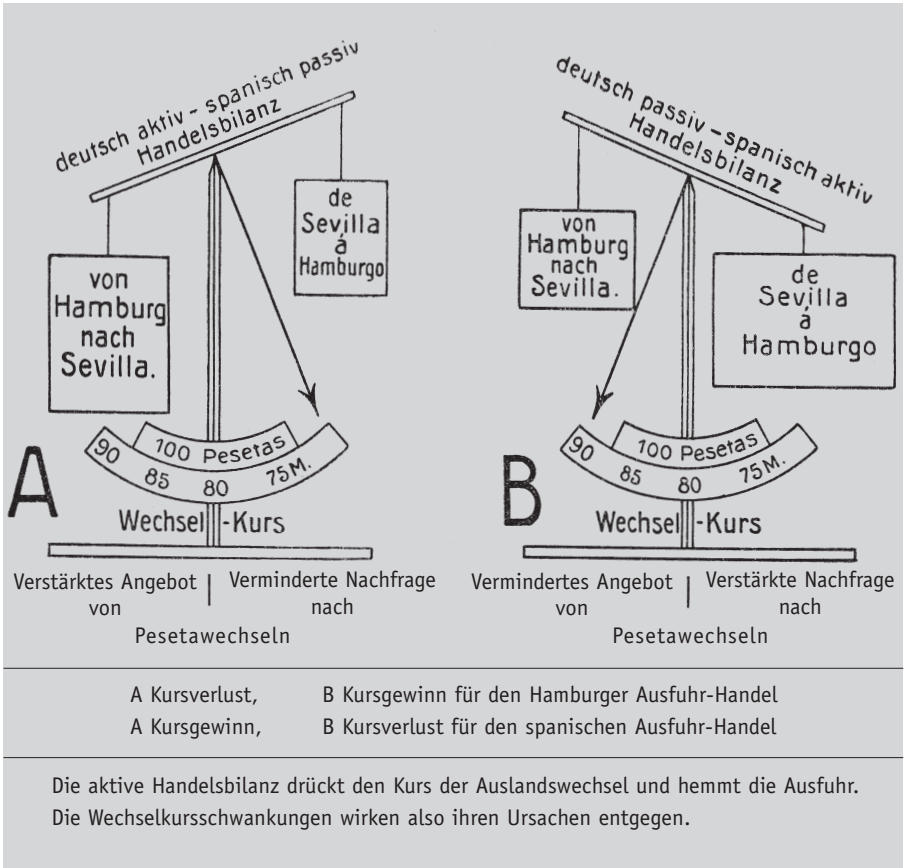 deutsch aktiv - spanisch passiv
Handelsbilanz
von
Hamburg
nach
Sevilla.
de
Sevilla
á
Hamburgo
100 Pesetas
90 85 80 75 M.
A
Wechsel-Kurs
Verstärktes Angebot | Verminderte Nachfrage
von nach
Pesetawechseln
deutsch passiv - spanisch aktiv
Handelsbilanz
von
Hamburg
nach
Sevilla.
de
Sevilla
á
Hamburgo
100 Pesetas
90 85 80 75 M.
B
Wechsel-Kurs
Vermindertes Angebot | Verstärkte Nachfrage
von nach
Pesetawechseln
A Kursverlust, B Kursgewinn für den Hamburger Ausfuhr-Handel
A Kursgewinn, B Kursverlust für den spanischen Ausfuhr-Handel
Die aktive Handelsbilanz drückt den Kurs der Auslandswechsel und hemmt die Ausfuhr.
Die Wechselkursschwankungen wirken also ihren Ursachen entgegen.